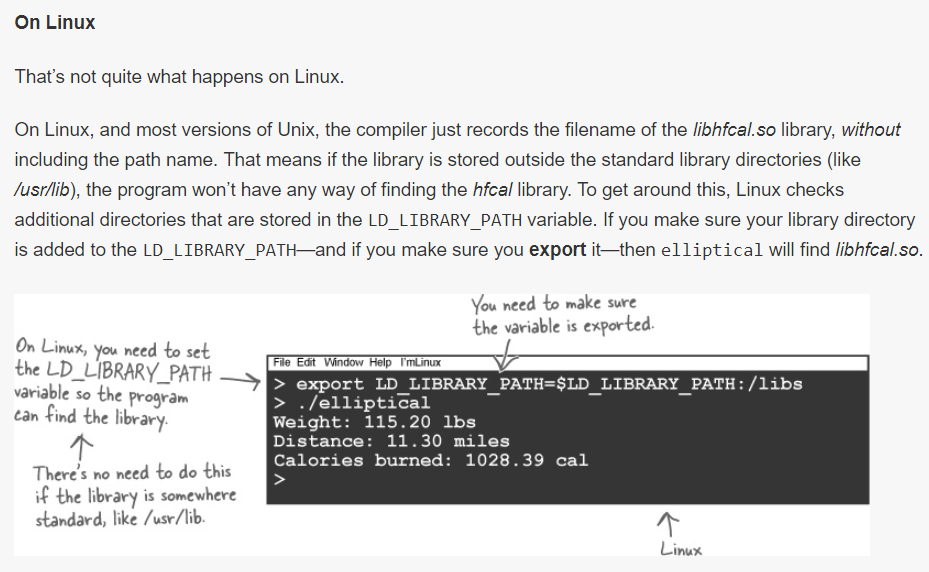 On Linux
That’s not quite what happens on Linux.
On Linux, and most versions of Unix, the compiler just records the filename of the libhfcal.so library, without
including the path name. That means if the library is stored outside the standard library directories (like
/usr/lib), the program won’t have any way of finding the hfcal library. To get around this, Linux checks
additional directories that are stored in the LD_LIBRARY_PATH variable. If you make sure your library directory
is added to the LD_LIBRARY_PATH—and if you make sure you export it—then elliptical will find libhfcal.so.
You need to make sure
the variable is exported.
On Linux, you need to set
the LD_LIBRARY_PATH
variable so the program
can find the library.
There's no need to do this
if the library is somewhere
standard, like /usr/lib.
File Edit Window Help I'mLinux
> export LD_LIBRARY_PATH=$LD_LIBRARY_PATH:/libs
> ./elliptical
Weight: 115.20 lbs
Distance: 11.30 miles
Calories burned: 1028.39 cal
>
Linux